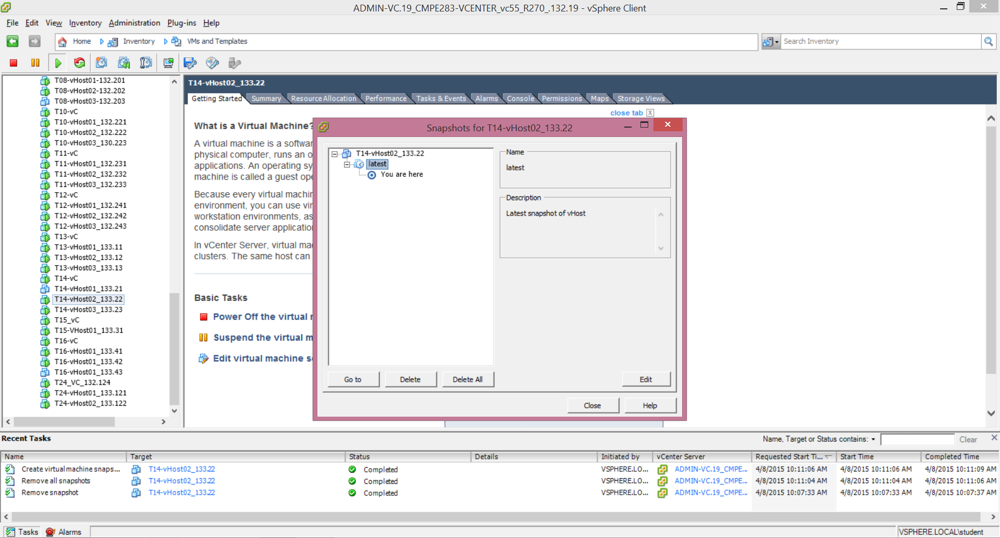 ADMIN-VC.19_CMPE283-VCENTER_vc55_R270_.132.19 - vSphere Client
File Edit View Inventory Administration Plug-ins Help
Home Inventory VMs and Templates
Search Inventory
T08-vHost01-132.201
T08-vHost02-132.202
T08-vHost03-132.203
T10-vC
T10-vHost01_132.221
T10-vHost02_132.222
T10-vHost03_130.223
T11-vC
T11-vHost01_132.231
T11-vHost02_132.232
T11-vHost03_132.233
T12-vC
T12-vHost01_132.241
T12-vHost02_132.242
T12-vHost03_132.243
T13-vC
T13-vHost01_133.11
T13-vHost02_133.12
T13-vHost03_133.13
T14-vC
T14-vHost01_133.21
T14-vHost02_133.22
T14-vHost03_133.23
T15_vC
T15-VHost01_133.31
T16-vC
T16-vHost01_133.41
T16-vHost01_133.42
T16-vHost01_133.43
T24_VC_132.124
T24-vHost01_133.121
T24-vHost02_133.122
T14-vHost02_133.22
Getting Started Summary Resource Allocation Performance Tasks & Events Alarms Console Permissions Maps Storage Views
close tab X
What is a Virtual Machine?
A virtual machine is a softwar
physical computer, runs an o
applications. An operating sy
machine is called a guest ope
Because every virtual machin
environment, you can use vir
workstation environments, as
consolidate server application
In vCenter Server, virtual ma
clusters. The same host can
Basic Tasks
Power Off the virtual
Suspend the virtual m
Edit virtual machine s
Snapshots for T14-vHost02_133.22
T14-vHost02_133.22
latest
You are here
Name
latest
Description
Latest snapshot of vHost
Go to Delete Delete All Edit
Close Help
Recent Tasks
Name, Target or Status contains: Clear
Name Target Status Details Initiated by vCenter Server Requested Start Ti... Start Time Completed Time
Create virtual machine snaps... T14-vHost02_133.22 Completed VSPHERE.LO... ADMIN-VC.19_CMPE... 4/8/2015 10:11:06 AM 4/8/2015 10:11:06 AM 4/8/2015 10:11:09 AM
Remove all snapshots T14-vHost02_133.22 Completed VSPHERE.LO... ADMIN-VC.19_CMPE... 4/8/2015 10:11:04 AM 4/8/2015 10:11:04 AM 4/8/2015 10:11:06 AM
Remove snapshot T14-vHost02_133.22 Completed VSPHERE.LO... ADMIN-VC.19_CMPE... 4/8/2015 10:07:33 AM 4/8/2015 10:07:33 AM 4/8/2015 10:07:37 AM
Tasks Alarms VSPHERE.LOCAL\student